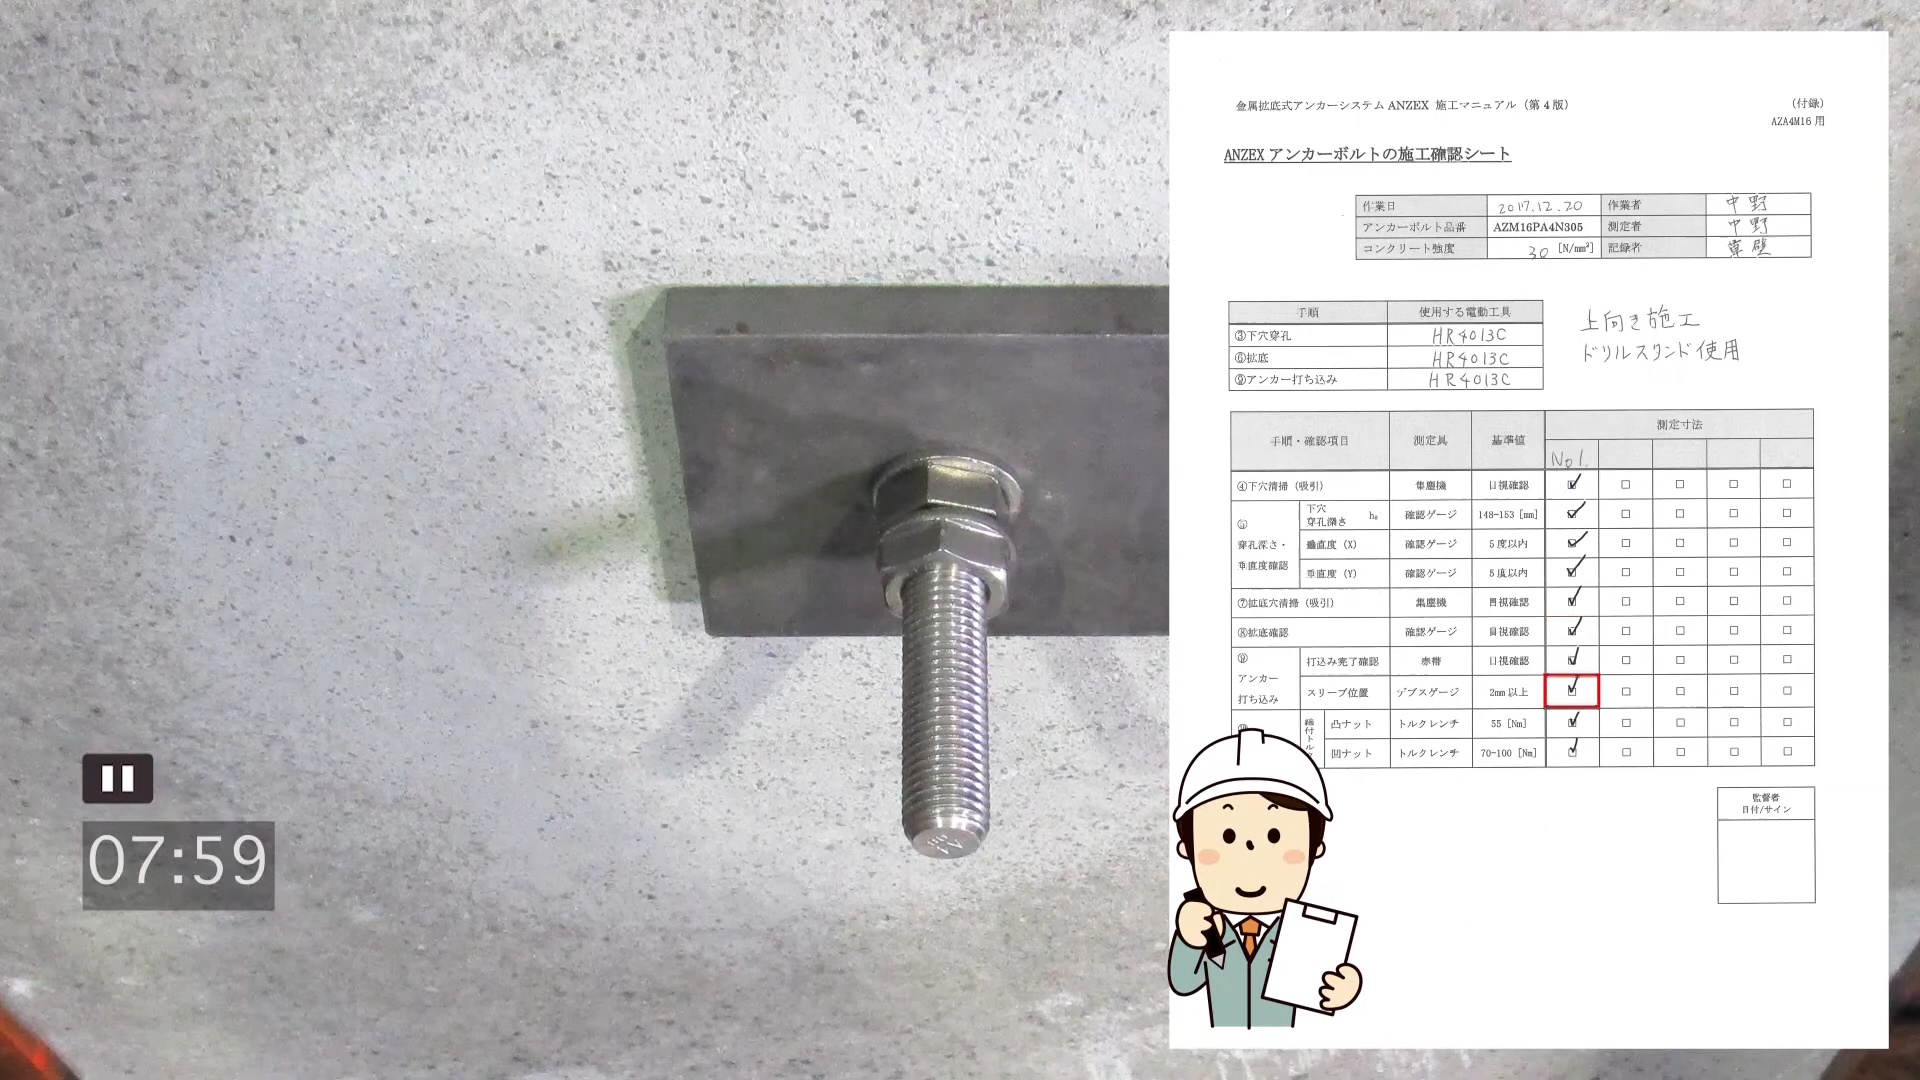 金属拡底式アンカーシステム ANZEX 施工マニュアル（第 4 版）
（付録）
AZA4M16 用
ANZEX アンカーボルトの施工確認シート
作業日 2017.12.20 作業者 中野
アンカーボルト品番 AZM16PA4N305 測定者 中野
コンクリート強度 30 [N/mm²] 記録者 草壁
手順 使用する電動工具
③下穴穿孔 HR4013C
⑥拡底 HR4013C
⑨アンカー打ち込み HR4013C
上向き施工
ドリルスタンド使用
手順・確認項目 測定具 基準値 測定寸法
No1.
④下穴清掃（吸引） 集塵機 目視確認
⑤
穿孔深さ・
垂直度確認
下穴
穿孔深さ h₀ 確認ゲージ 148-153 [mm]
垂直度（X） 確認ゲージ 5 度以内
垂直度（Y） 確認ゲージ 5 度以内
⑦拡底穴清掃（吸引） 集塵機 目視確認
⑧拡底確認 確認ゲージ 目視確認
⑨
アンカー
打ち込み
打込み完了確認 赤帯 目視確認
スリーブ位置 デプスゲージ 2mm 以上
締付トルク
凸ナット トルクレンチ 55 [Nm]
凹ナット トルクレンチ 70-100 [Nm]
監督者
日付/サイン
07:59